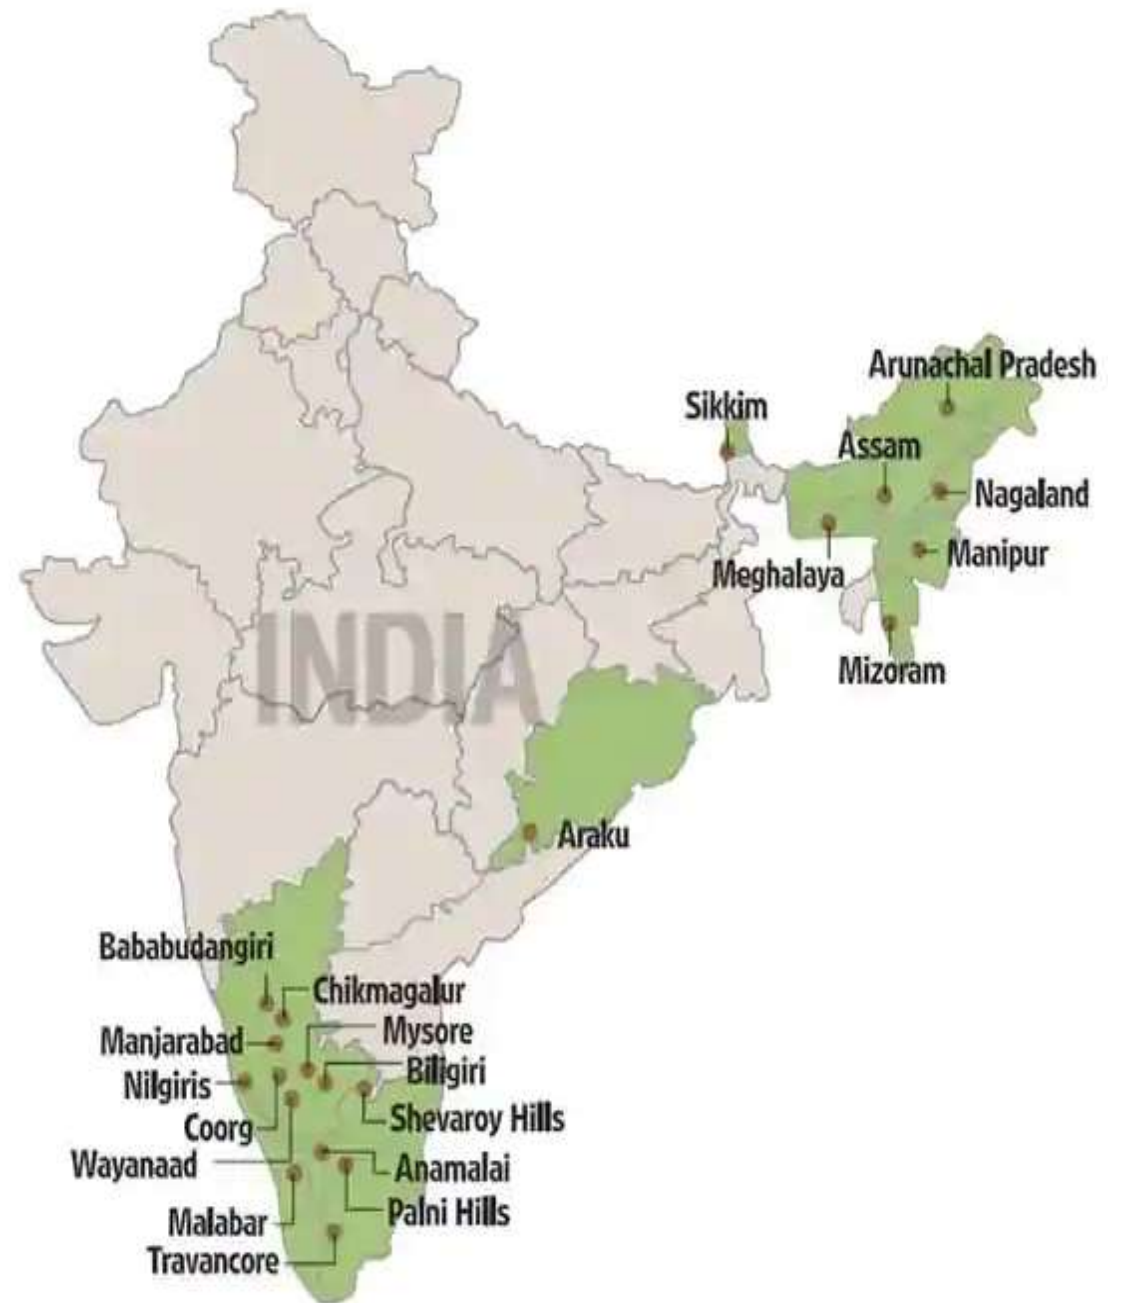 Arunachal Pradesh
Sikkim
Assam
Nagaland
Manipur
Meghalaya
INDIA
Mizoram
Araku
Bababudangiri
Chikmagalur
Mysore
Manjarabad
Biligiri
Nilgiris
Shevaroy Hills
Coorg
Wayanaad
Anamalai
Palni Hills
Malabar
Travancore